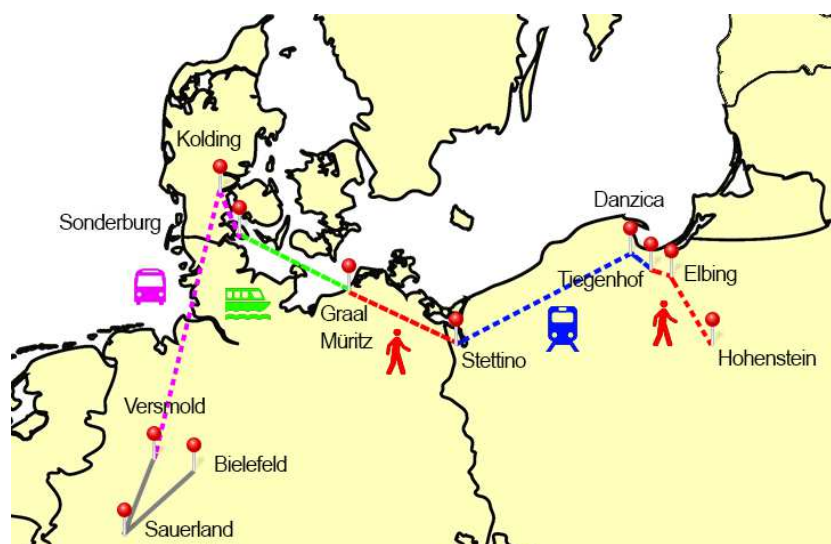 Kolding
Danzica
Sonderburg
Tiegenhof
Elbing
Graal
Müritz
Stettino
Hohenstein
Versmold
Bielefeld
Sauerland